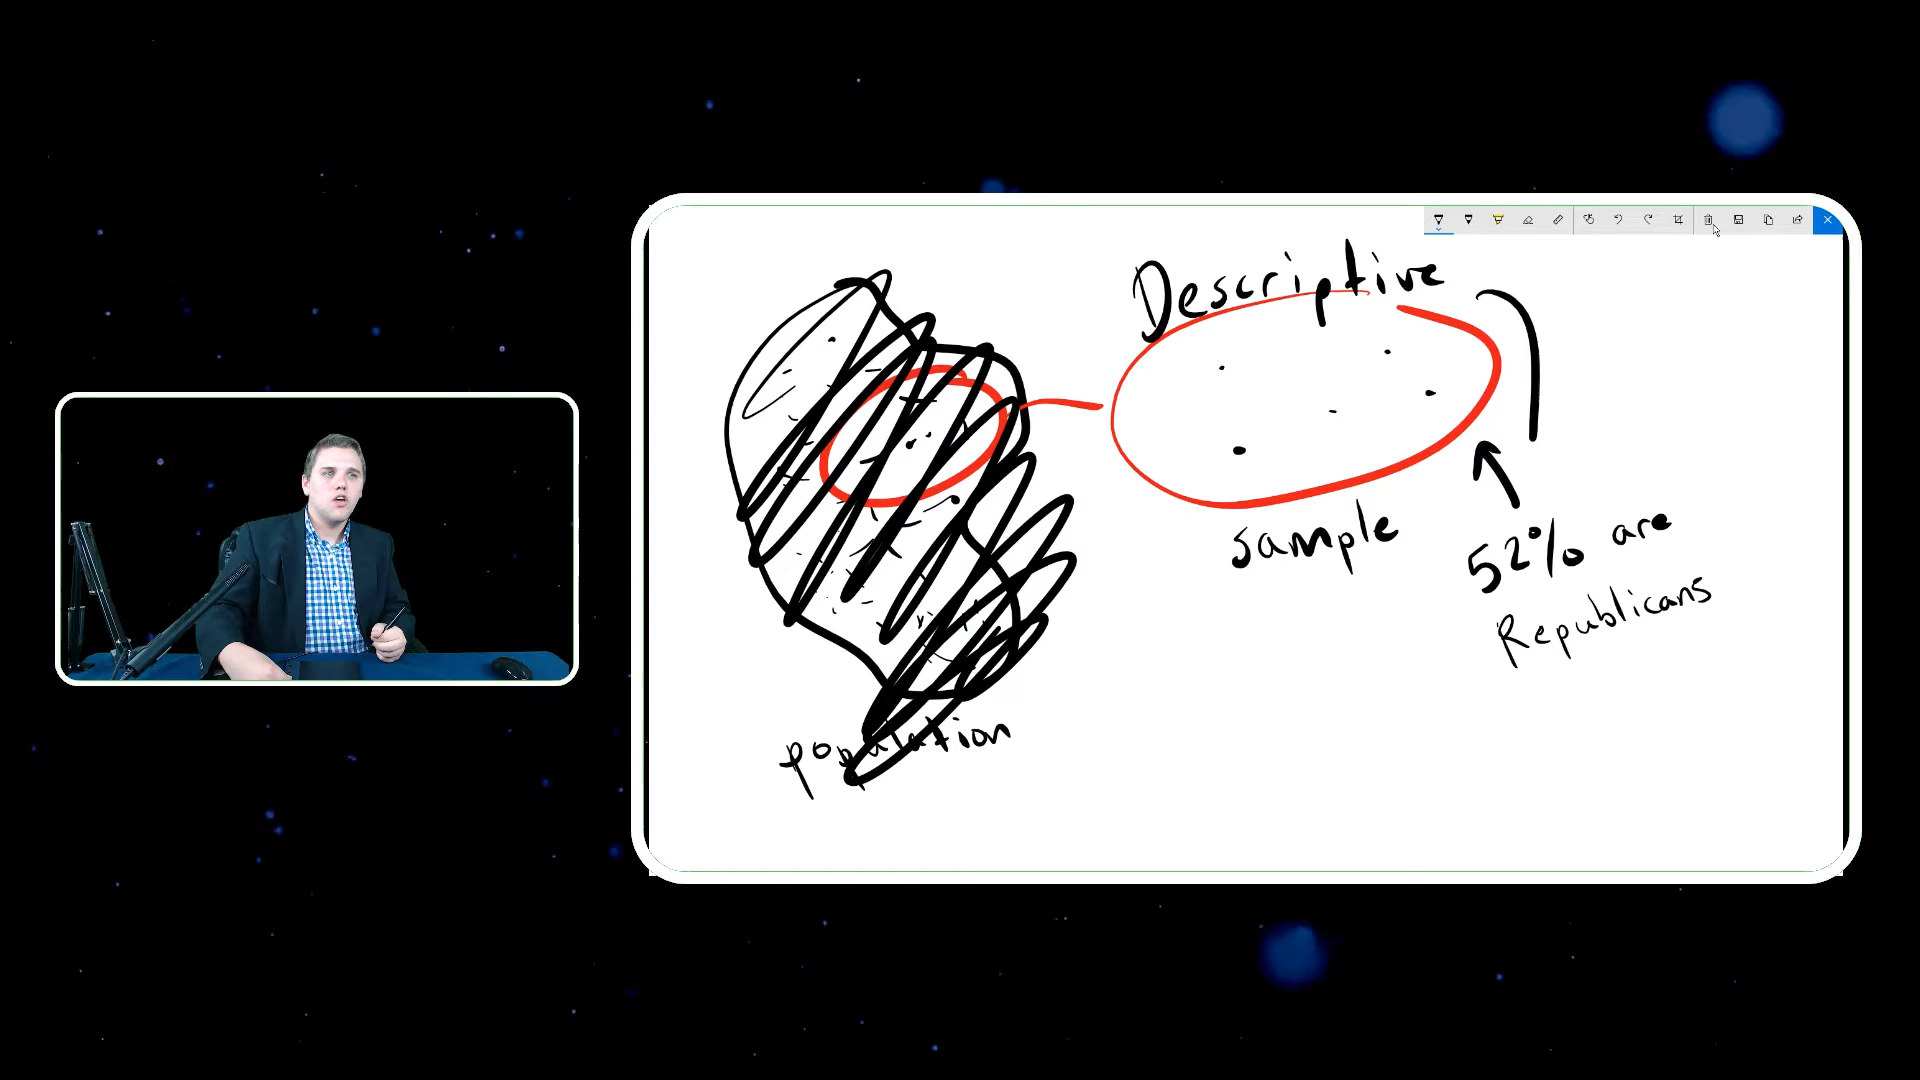 Descriptive
sample
52% are
Republicans
population